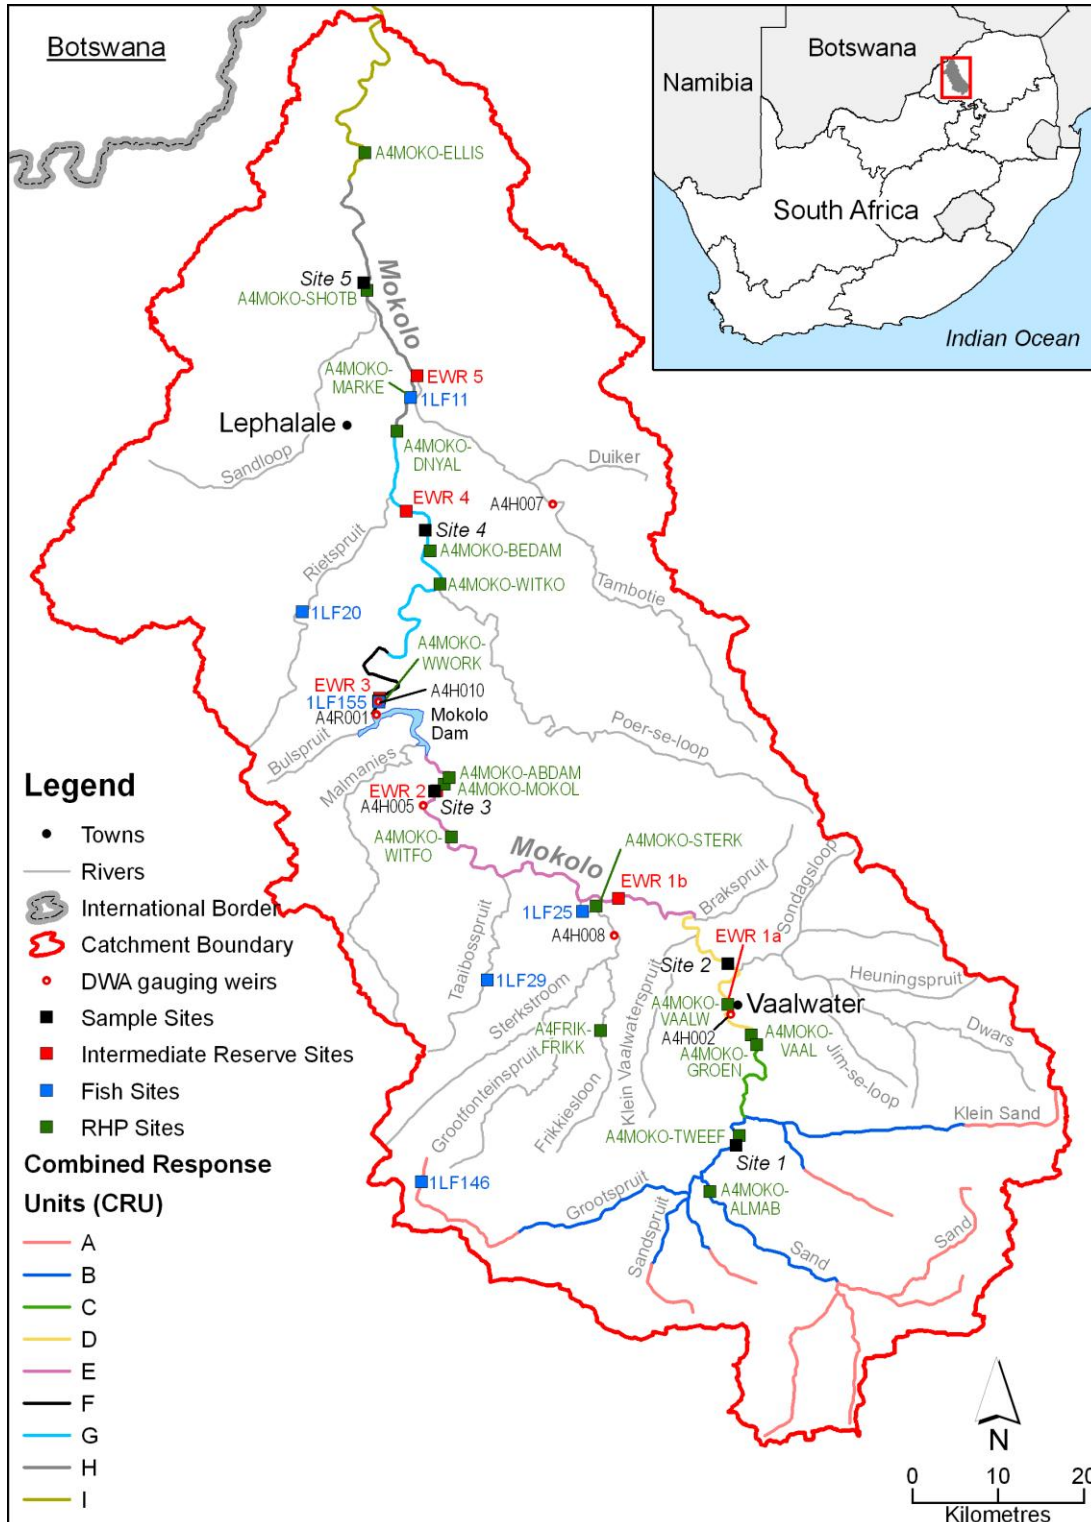 Botswana
Botswana
Namibia
South Africa
Indian Ocean
A4MOKO-ELLIS
Site 5
A4MOKO-SHOTB
Mokolo
A4MOKO-
MARKE
EWR 5
1LF11
Lephalale
A4MOKO-
DNYAL
Sandloop
Duiker
EWR 4
A4H007
Site 4
Rietspruit
A4MOKO-BEDAM
A4MOKO-WITKO
Tambotie
1LF20
A4MOKO-
WWORK
EWR 3
A4H010
1LF155
A4R001
Mokolo
Dam
Bulspruit
Poer-se-loop
Malmanies
A4MOKO-ABDAM
EWR 2
A4MOKO-MOKOL
A4H005
Site 3
A4MOKO-
WITFO
Mokolo
A4MOKO-STERK
EWR 1b
Brakspruit
Sondagsloop
1LF25
A4H008
EWR 1a
Site 2
Taaibosspruit
1LF29
Heuningspruit
Sterkstroom
Klein Vaalwaterspruit
A4MOKO-
VAALW
Vaalwater
A4FRIK-
FRIKK
A4H002
A4MOKO-
VAAL
Dwars
A4MOKO-
GROEN
Jim-se-loop
Grootfonteinspruit
Frikkiesloon
Klein Sand
A4MOKO-TWEEF
Site 1
1LF146
Grootspruit
A4MOKO-
ALMAB
Sandspruit
Sand
Sand
Legend
Towns
Rivers
International Border
Catchment Boundary
DWA gauging weirs
Sample Sites
Intermediate Reserve Sites
Fish Sites
RHP Sites
Combined Response
Units (CRU)
A
B
C
D
E
F
G
H
I
N
0 10 20
Kilometres